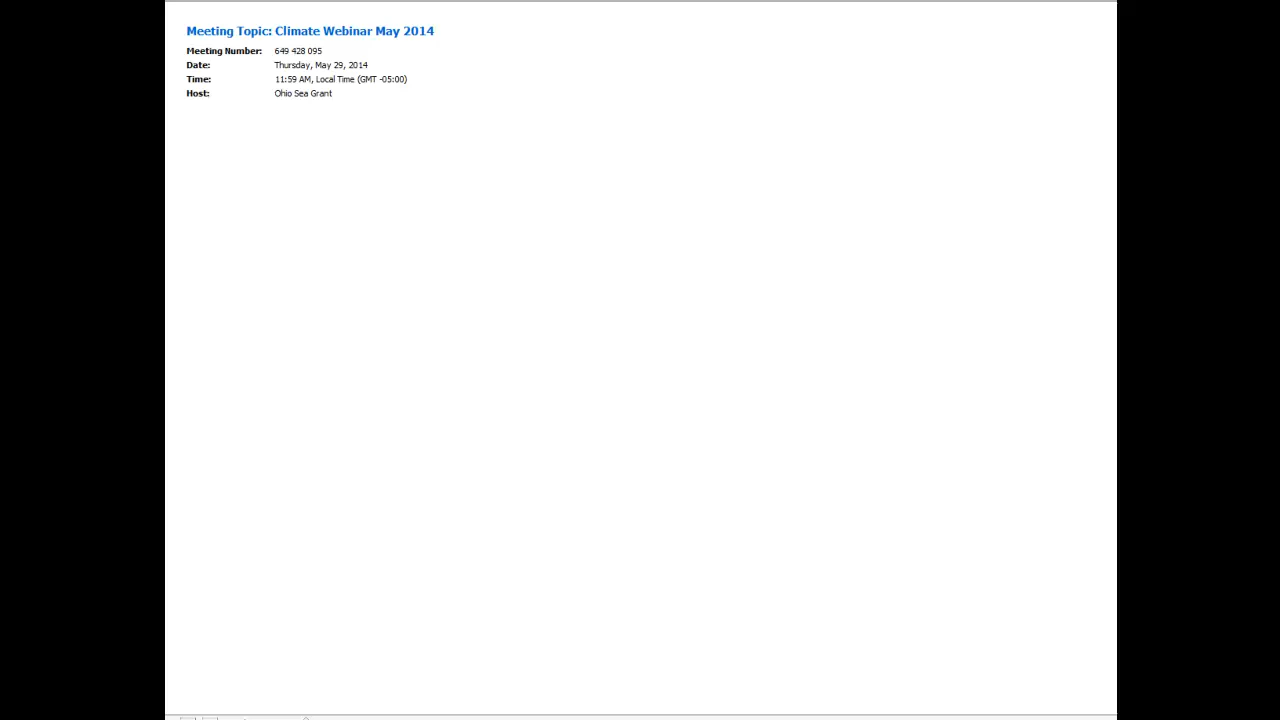 Meeting Topic: Climate Webinar May 2014
Meeting Number: 649 428 095
Date: Thursday, May 29, 2014
Time: 11:59 AM, Local Time (GMT -05:00)
Host: Ohio Sea Grant